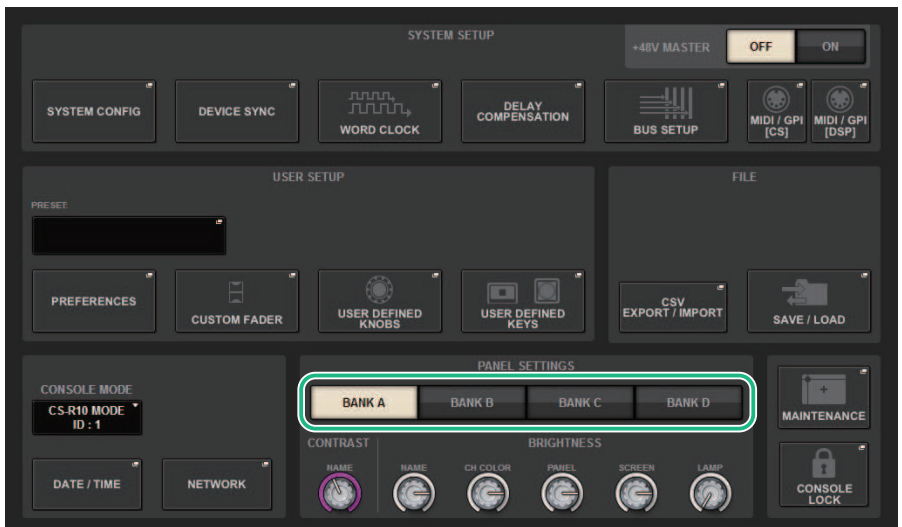 SYSTEM SETUP
+48V MASTER
OFF
ON
SYSTEM CONFIG
DEVICE SYNC
WORD CLOCK
DELAY
COMPENSATION
BUS SETUP
MIDI / GPI
[CS]
MIDI / GPI
[DSP]
USER SETUP
PRESET:
PREFERENCES
CUSTOM FADER
USER DEFINED
KNOBS
USER DEFINED
KEYS
FILE
CSV
EXPORT / IMPORT
SAVE / LOAD
CONSOLE MODE
CS-R10 MODE
ID : 1
DATE / TIME
NETWORK
PANEL SETTINGS
BANK A
BANK B
BANK C
BANK D
CONTRAST
BRIGHTNESS
NAME
NAME
CH COLOR
PANEL
SCREEN
LAMP
MAINTENANCE
CONSOLE
LOCK